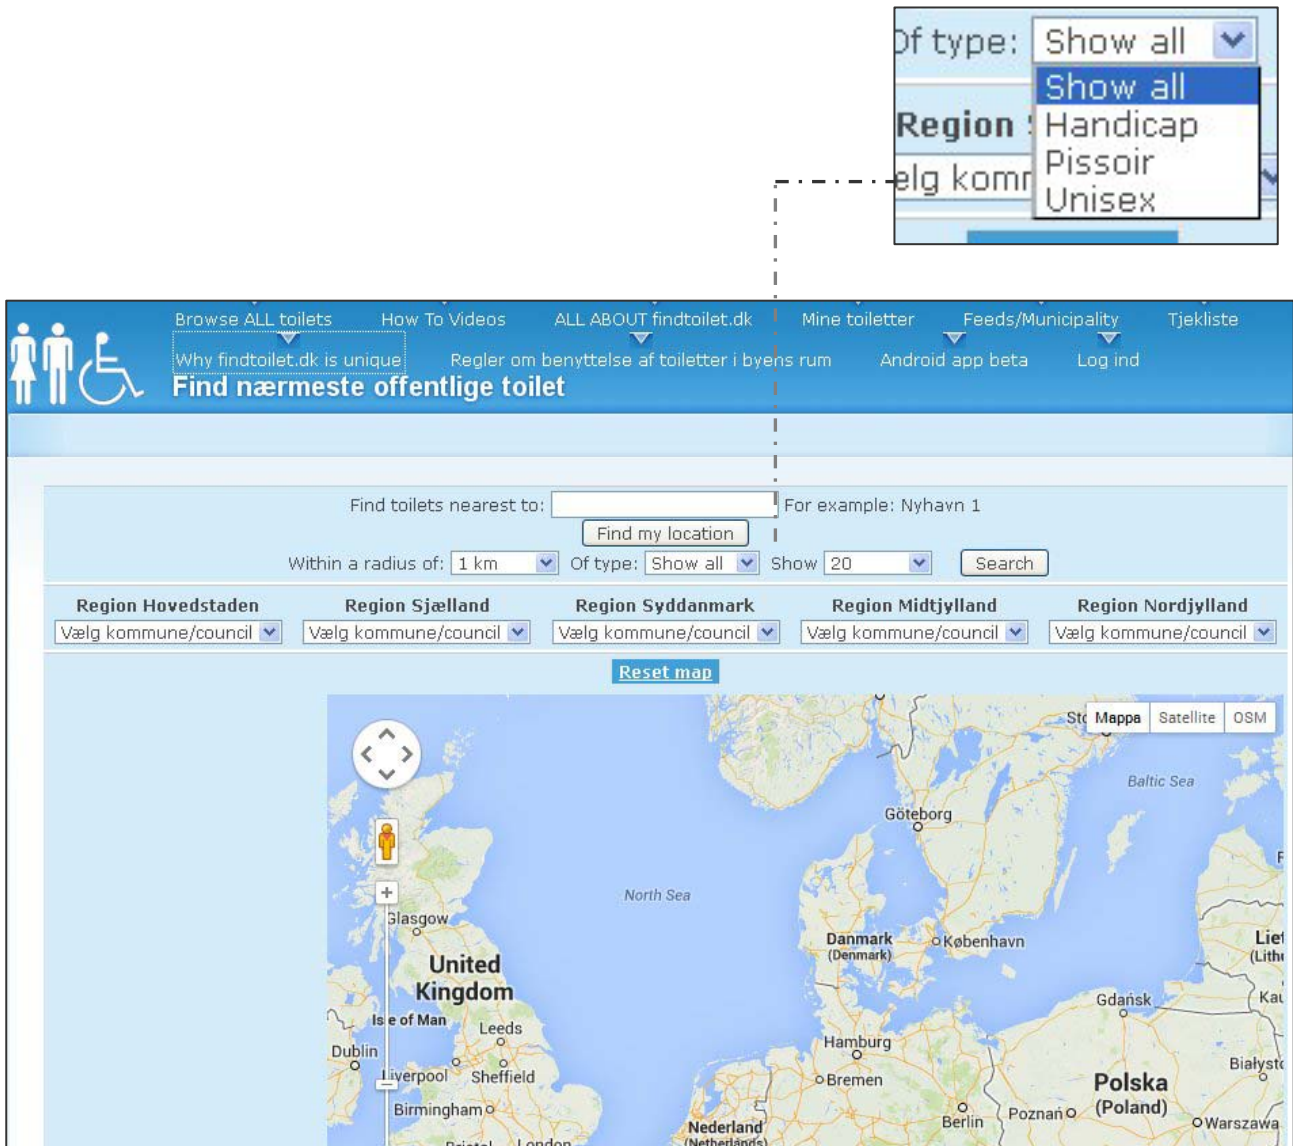 Of type: Show all
Show all
Region
Handicap
Pissoir
Unisex
Browse ALL toilets How To Videos ALL ABOUT findtoilet.dk Mine toiletter Feeds/Municipality Tjekliste
Why findtoilet.dk is unique Regler om benyttelse af toiletter i byens rum Android app beta Log ind
Find nærmeste offentlige toilet
Find toilets nearest to: For example: Nyhavn 1
Find my location
Within a radius of: 1 km Of type: Show all Show 20 Search
Region Hovedstaden Region Sjælland Region Syddanmark Region Midtjylland Region Nordjylland
Vælg kommune/council Vælg kommune/council Vælg kommune/council Vælg kommune/council Vælg kommune/council
Reset map
Mappa Satellite OSM
Baltic Sea
Göteborg
North Sea
Glasgow
Danmark
(Denmark)
København
United
Kingdom
Gdańsk
Isle of Man
Leeds
Hamburg
Dublin
Liverpool Sheffield
Bremen
Polska
(Poland)
Birmingham
Berlin
Poznań
Warszawa
Nederland
(Netherlands)
London